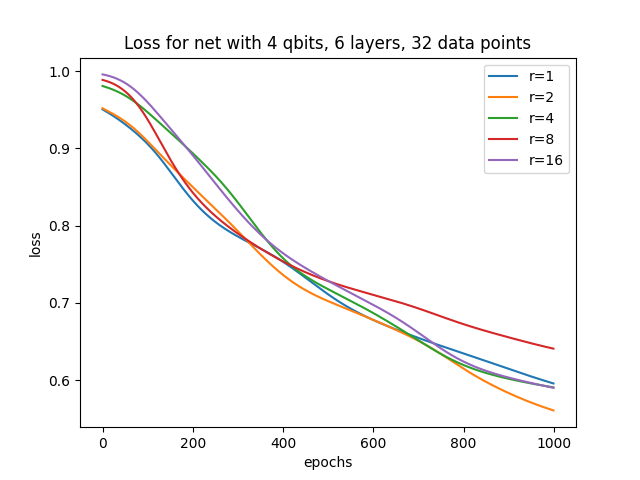 Loss for net with 4 qbits, 6 layers, 32 data points
1.0
0.9
0.8
0.7
0.6
loss
r=1
r=2
r=4
r=8
r=16
0 200 400 600 800 1000
epochs